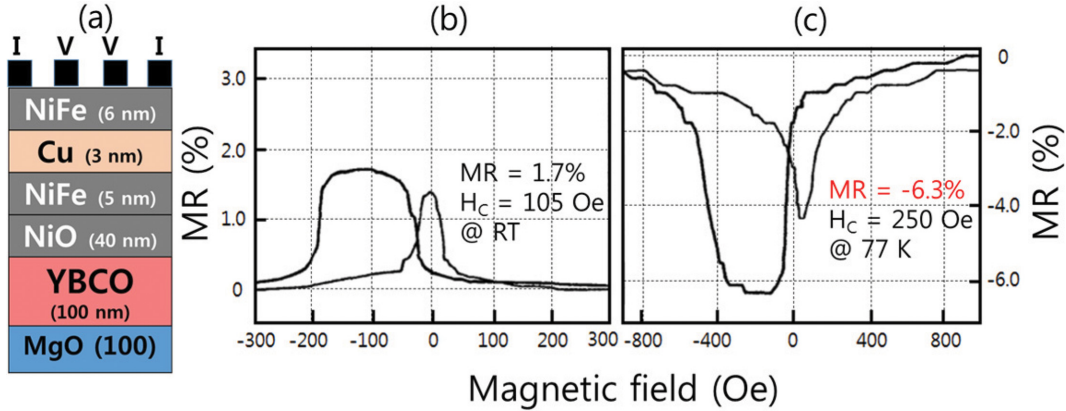 (a)
I V V I
NiFe (6 nm)
Cu (3 nm)
NiFe (5 nm)
NiO (40 nm)
YBCO
(100 nm)
MgO (100)
(b)
MR (%)
3.0
2.0
1.0
0
MR = 1.7%
H_C = 105 Oe
@ RT
-300 -200 -100 0 100 200 300
(c)
0
-2.0
-4.0
-6.0
MR (%)
MR = -6.3%
H_C = 250 Oe
@ 77 K
-800 -400 0 400 800
Magnetic field (Oe)